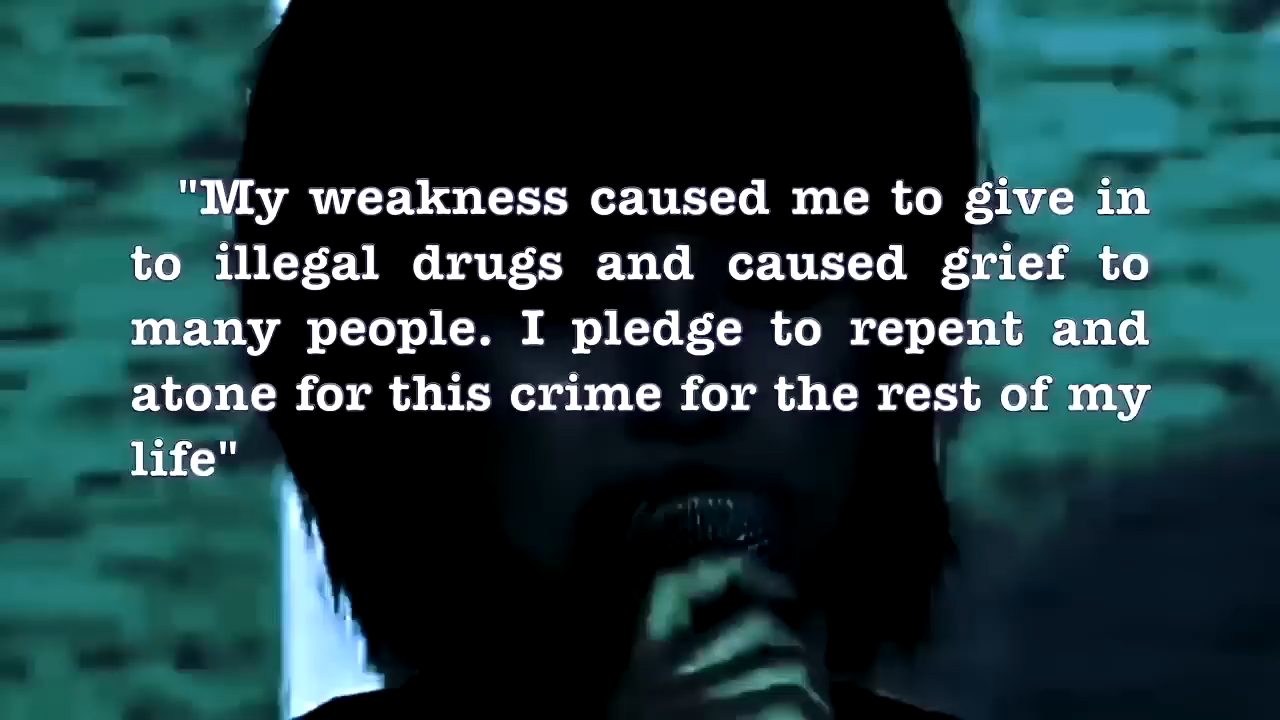 "My weakness caused me to give in
to illegal drugs and caused grief to
many people. I pledge to repent and
atone for this crime for the rest of my
life"